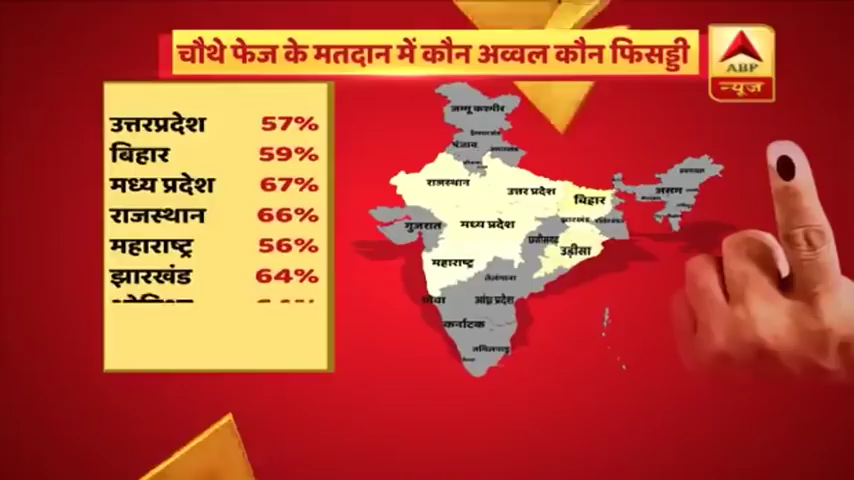 चौथे फेज के मतदान में कौन अव्वल कौन फिसड्डी
ABP
न्यूज़
उत्तरप्रदेश 57%
बिहार 59%
मध्य प्रदेश 67%
राजस्थान 66%
महाराष्ट्र 56%
झारखंड 64%
जम्मू कश्मीर
पंजाब
राजस्थान
उत्तर प्रदेश
बिहार
असम
गुजरात
मध्य प्रदेश
झारखंड
छत्तीसगढ़
उड़ीसा
महाराष्ट्र
तेलंगाना
गोवा
आंध्र प्रदेश
कर्नाटक
तमिलनाडु